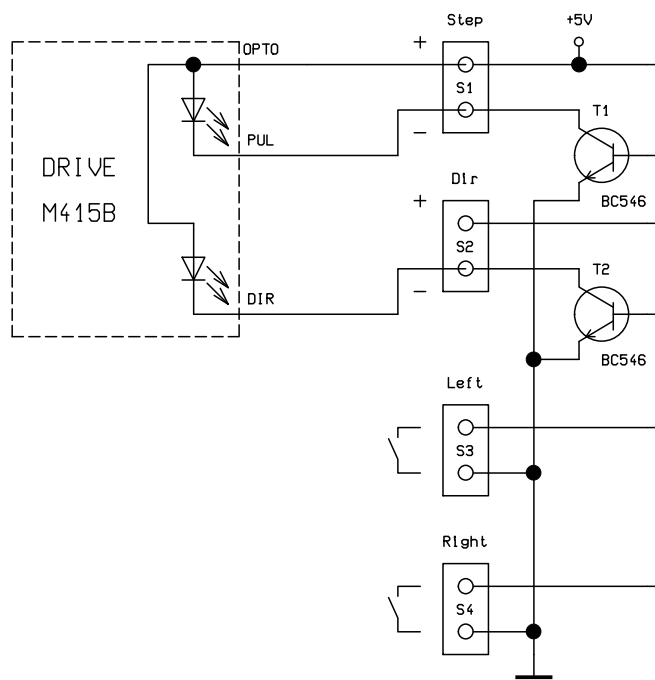 Step
+5V
OPTO
+
S1
T1
−
PUL
DRIVE
M415B
BC546
DIr
+
S2
T2
−
DIR
BC546
Left
S3
RIght
S4